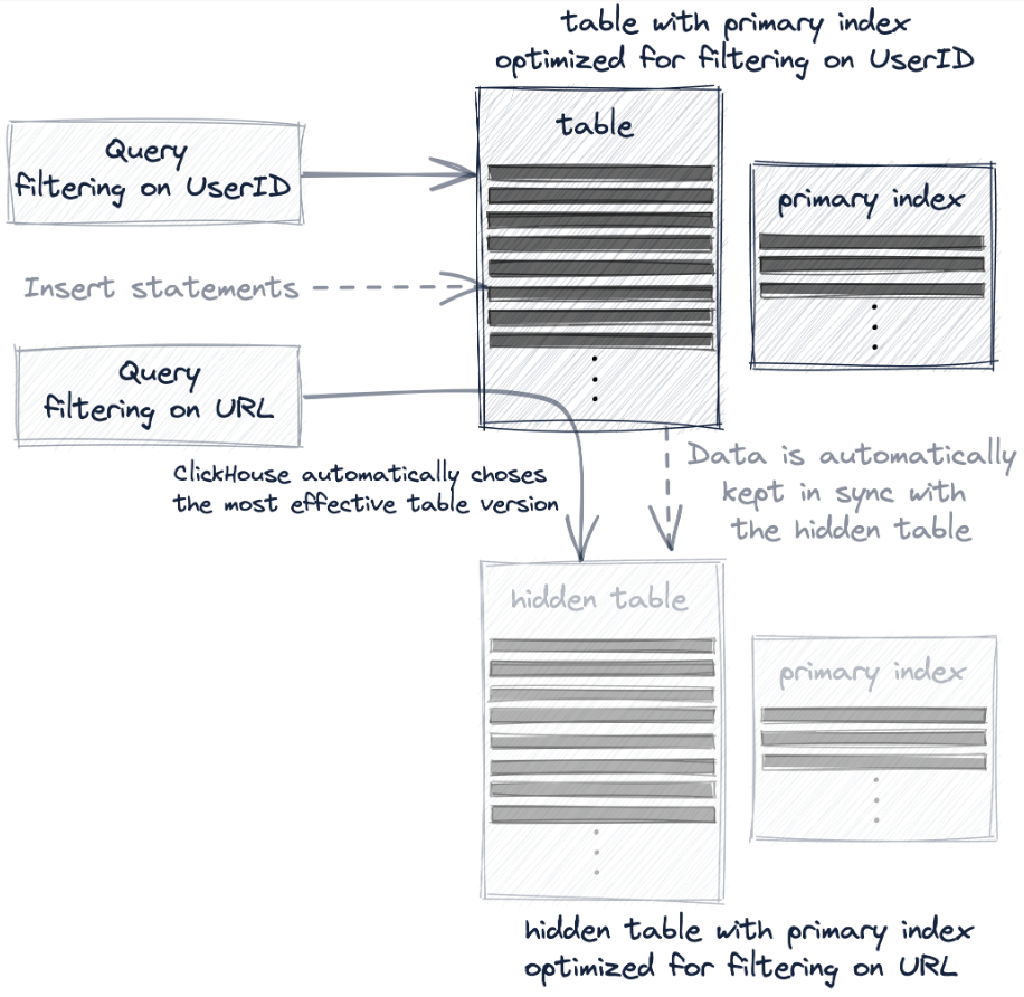 table with primary index
optimized for filtering on UserID
table
Query
filtering on UserID
primary index
Insert statements
Query
filtering on URL
ClickHouse automatically choses
the most effective table version
Data is automatically
kept in sync with
the hidden table
hidden table
primary index
hidden table with primary index
optimized for filtering on URL